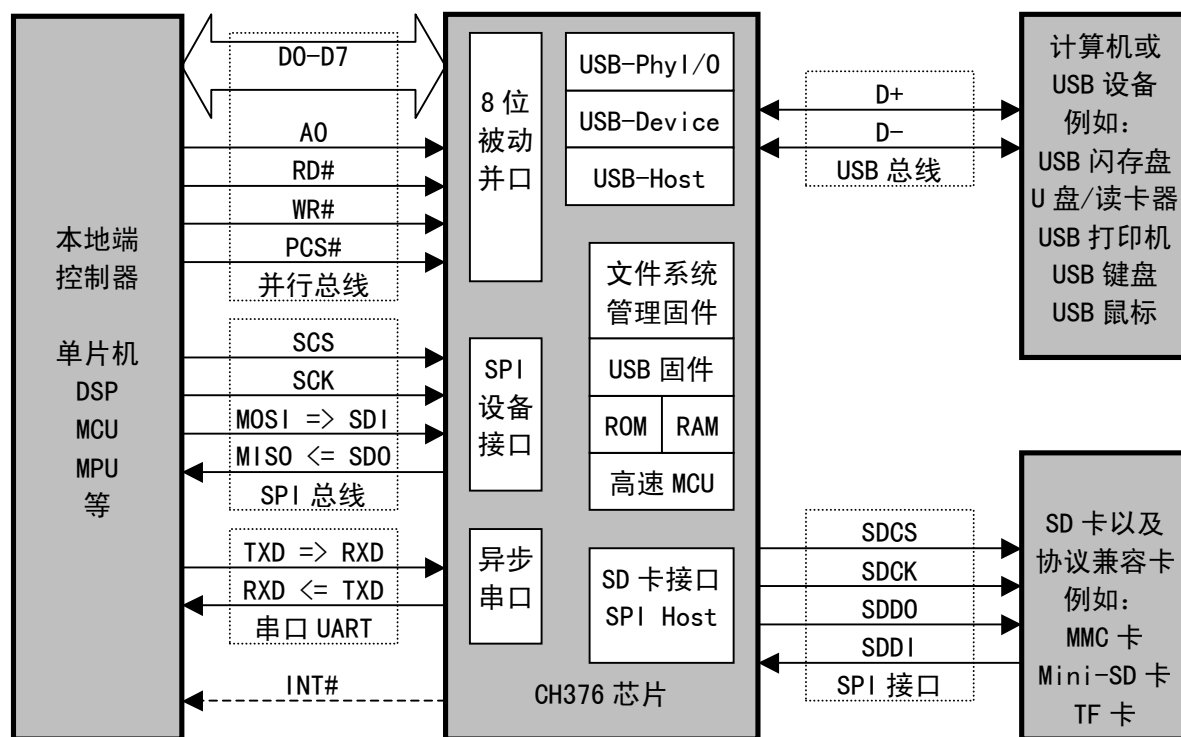 本地端
控制器
单片机
DSP
MCU
MPU
等
D0-D7
A0
RD#
WR#
PCS#
并行总线
SCS
SCK
MOSI => SDI
MISO <= SDO
SPI 总线
TXD => RXD
RXD <= TXD
串口 UART
INT#
8 位
被动
并口
SPI
设备
接口
异步
串口
USB-PhyI/O
USB-Device
USB-Host
文件系统
管理固件
USB 固件
ROM
RAM
高速 MCU
SD 卡接口
SPI Host
CH376 芯片
D+
D-
USB 总线
SDCS
SDCK
SDDO
SDDI
SPI 接口
计算机或
USB 设备
例如：
USB 闪存盘
U 盘/读卡器
USB 打印机
USB 键盘
USB 鼠标
SD 卡以及
协议兼容卡
例如：
MMC 卡
Mini-SD 卡
TF 卡